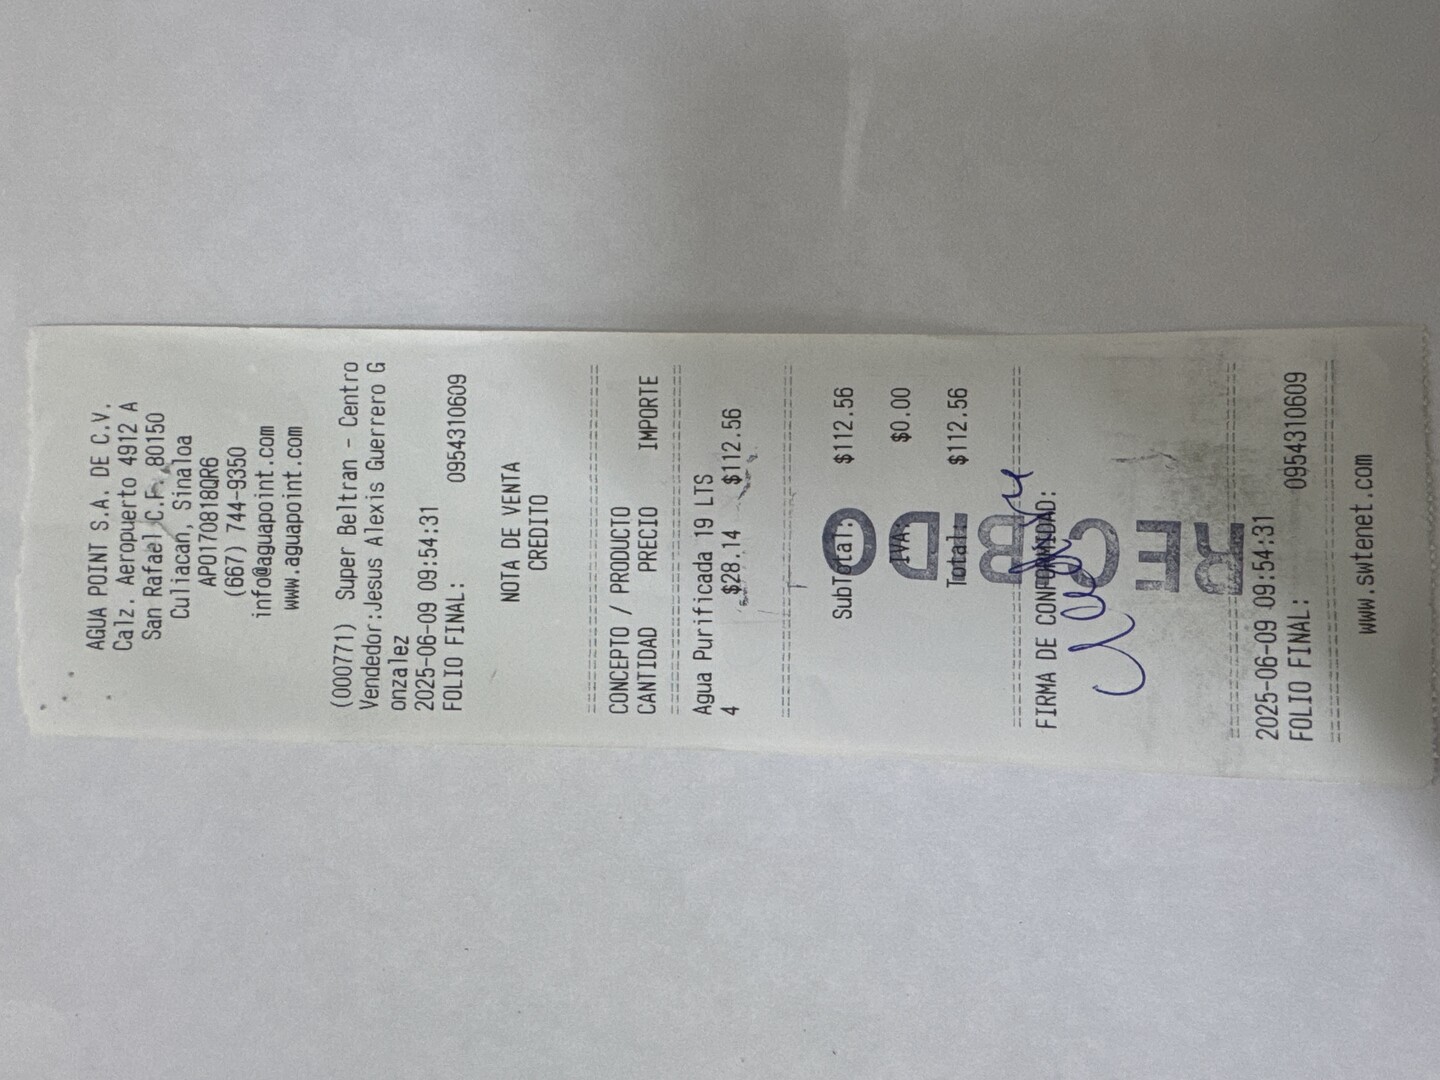 AGUA POINT S.A. DE C.V.
Calz. Aeropuerto 4912 A
San Rafael C.P. 80150
Culiacan, Sinaloa
APO170818QR6
(667) 744-9350
info@aguapoint.com
www.aguapoint.com
(000771) Super Beltran - Centro
Vendedor:Jesus Alexis Guerrero G
onzalez
2025-06-09 09:54:31
FOLIO FINAL: 0954310609
NOTA DE VENTA
CREDITO
CONCEPTO / PRODUCTO
CANTIDAD PRECIO IMPORTE
Agua Purificada 19 LTS
4 $28.14 $112.56
SubTotal: $112.56
IVA: $0.00
Total: $112.56
RECIBIDO
FIRMA DE CONFORMIDAD:
2025-06-09 09:54:31
FOLIO FINAL: 0954310609
www.swtenet.com